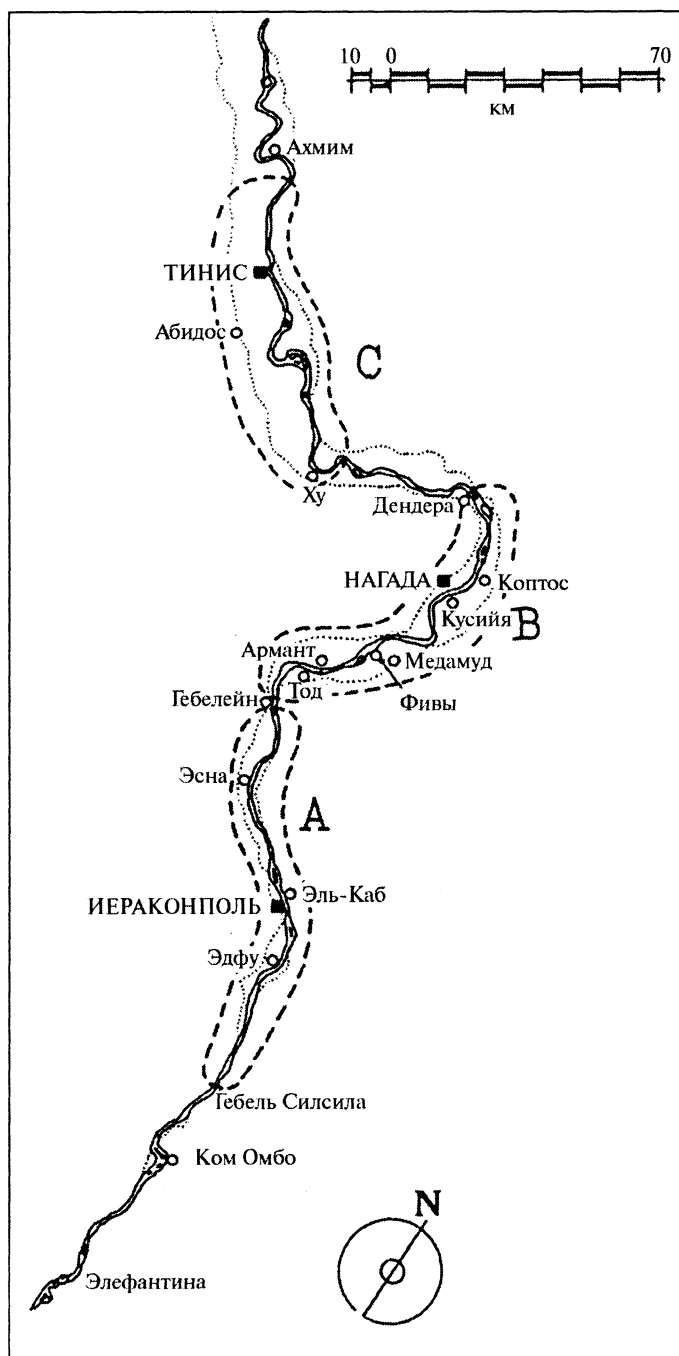 10 0 70
км
Ахмим
ТИНИС
Абидос
C
Ху
Дендера
НАГАДА
Коптос
Кусийя
B
Армант
Медамуд
Тод
Фивы
Гебелейн
Эсна
A
Эль-Каб
ИЕРАКОНПОЛЬ
Эдфу
Гебель Силсила
Ком Омбо
N
Элефантина